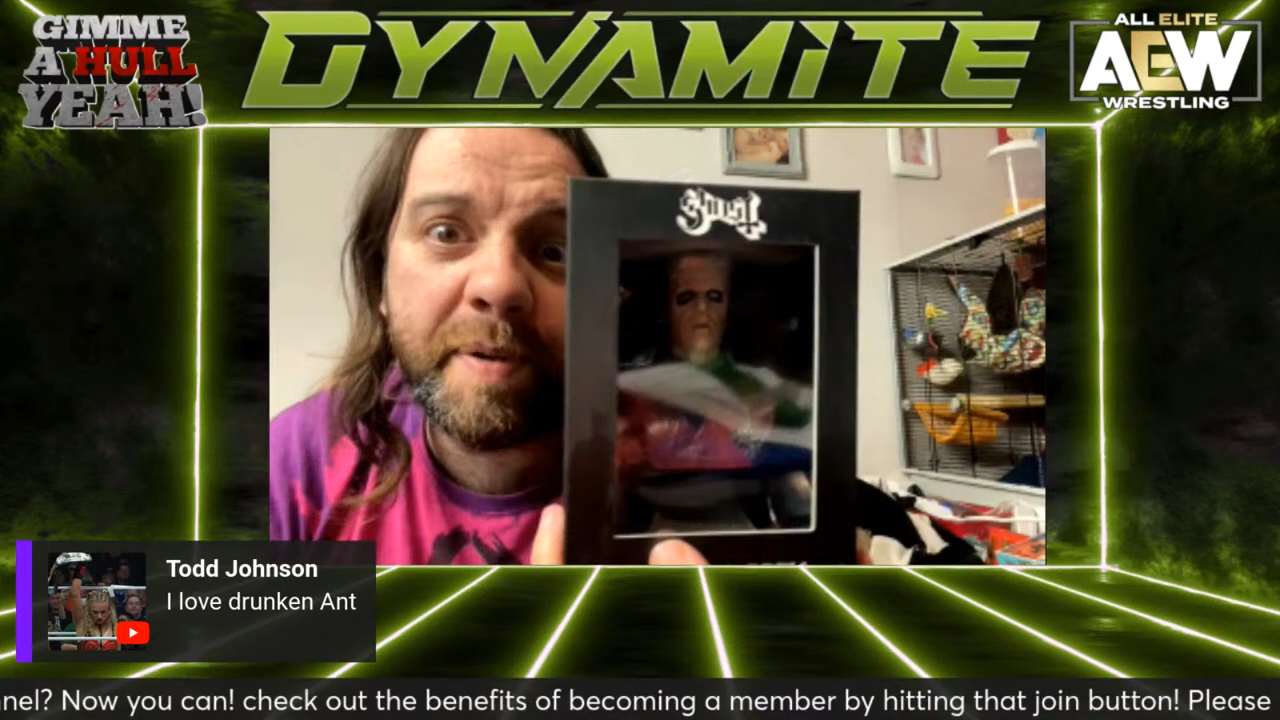 GIMME
A HULL
YEAH!
DYNAMITE
ALL ELITE
AEW
WRESTLING
Ghost
Todd Johnson
I love drunken Ant
nnel? Now you can! check out the benefits of becoming a member by hitting that join button! Please